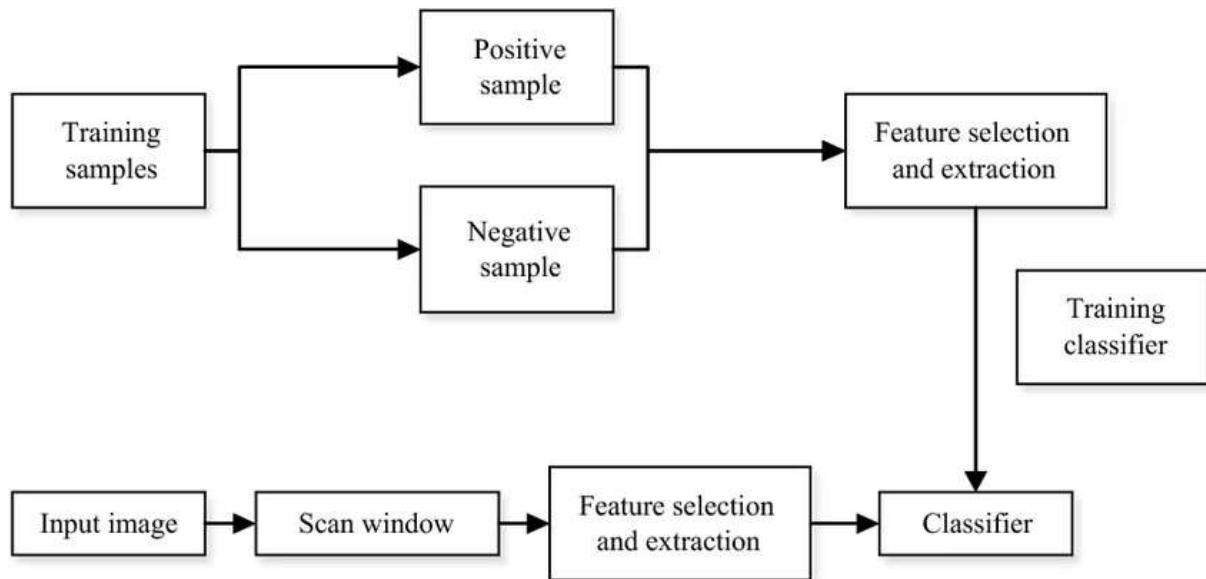 Positive
sample
Training
samples
Feature selection
and extraction
Negative
sample
Training
classifier
Input image
Scan window
Feature selection
and extraction
Classifier